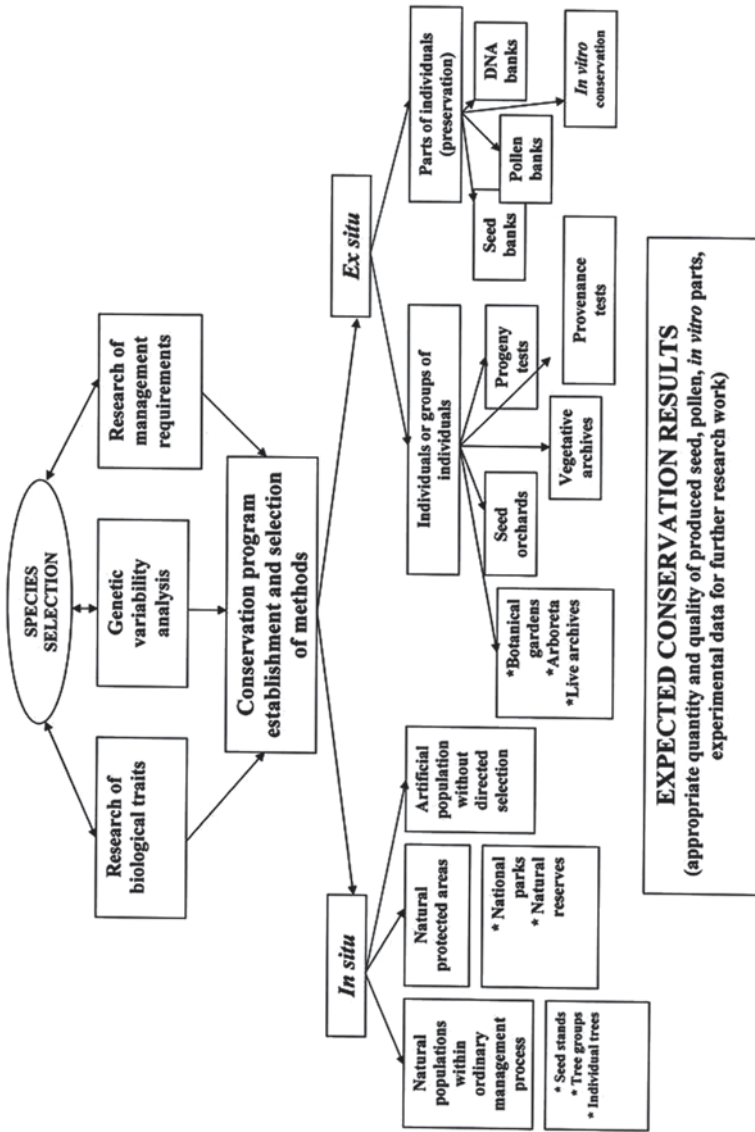 SPECIES
SELECTION
Research of
biological traits
Genetic
variability
analysis
Research of
management
requirements
Conservation program
establishment and selection
of methods
In situ
Ex situ
Natural
populations
within
ordinary
management
process
Natural
protected
areas
Artificial
population
without
directed
selection
* Seed stands
* Tree groups
* Individual trees
* National
parks
* Natural
reserves
Individuals or groups of
individual
Parts of individuals
(preservation)
*Botanical
gardens
*Arboreta
*Live archives
Seed
orchards
Vegetative
archives
Progeny
tests
Provenance
tests
Seed
banks
Pollen
banks
DNA
banks
In vitro
conservation
EXPECTED CONSERVATION RESULTS
(appropriate quantity and quality of produced seed, pollen, in vitro parts,
experimental data for further research work)